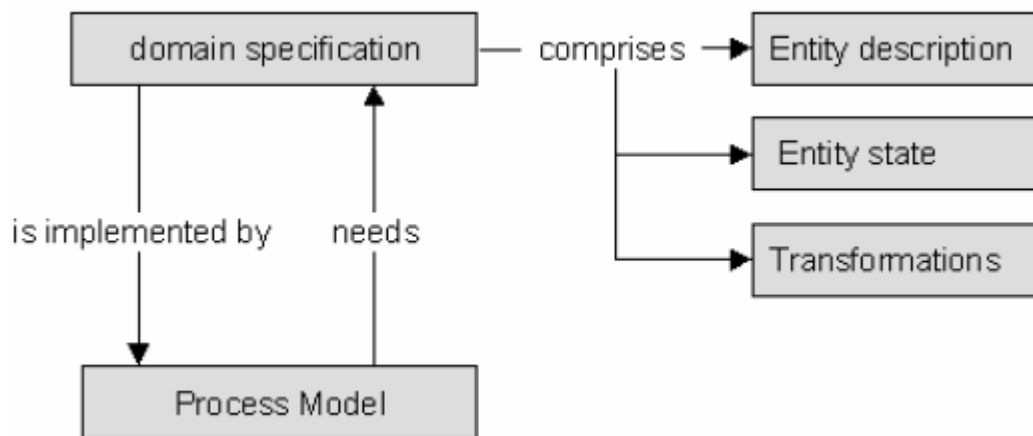 domain specification
comprises
Entity description
Entity state
is implemented by
needs
Transformations
Process Model